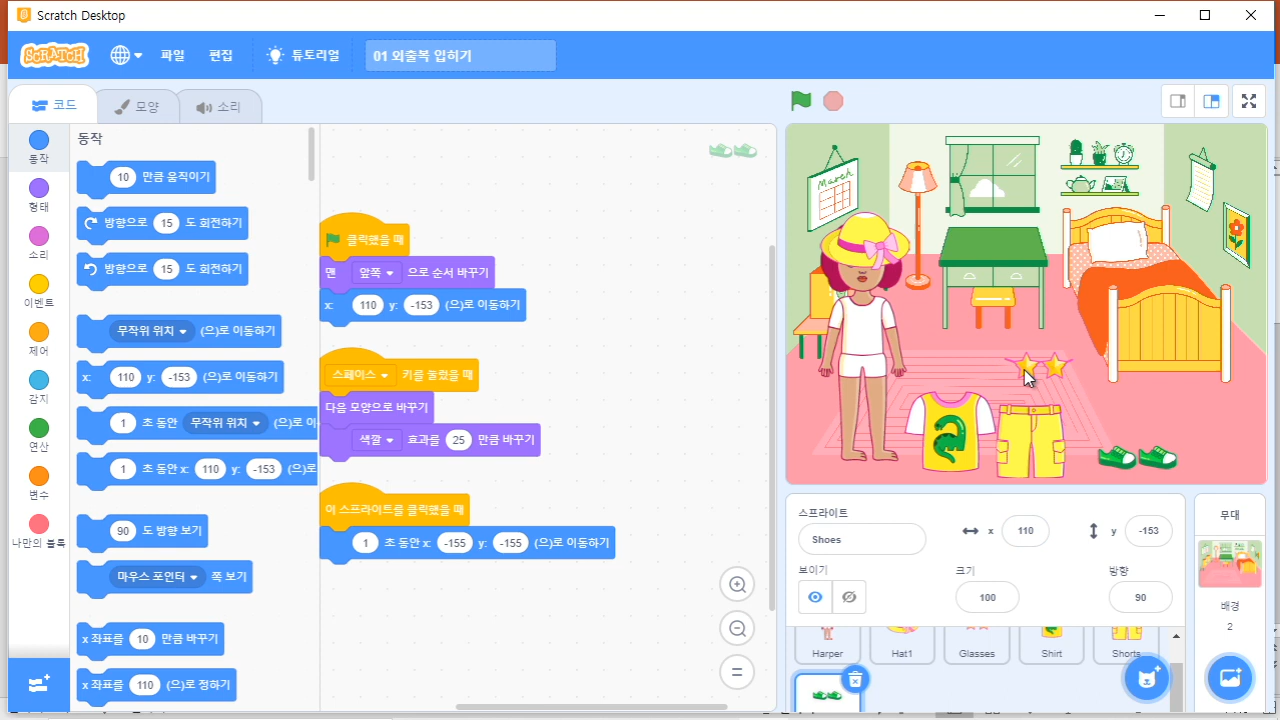 Scratch Desktop
SCRATCH 파일 편집 튜토리얼 01 외출복 입히기
코드 모양 소리
동작
형태
소리
이벤트
제어
감지
연산
변수
나만의 블록
동작
10 만큼 움직이기
방향으로 15 도 회전하기
방향으로 15 도 회전하기
무작위 위치 (으)로 이동하기
x: 110 y: -153 (으)로 이동하기
1 초 동안 무작위 위치 (으)로 이
1 초 동안 x: 110 y: -153 (으)로
90 도 방향 보기
마우스 포인터 쪽 보기
x 좌표를 10 만큼 바꾸기
x 좌표를 110 (으)로 정하기
클릭했을 때
맨 앞쪽 으로 순서 바꾸기
x: 110 y: -153 (으)로 이동하기
스페이스 키를 눌렀을 때
다음 모양으로 바꾸기
색깔 효과를 25 만큼 바꾸기
이 스프라이트를 클릭했을 때
1 초 동안 x: -155 y: -155 (으)로 이동하기
March
스프라이트
Shoes
x 110 y -153
보이기 크기 방향
100 90
Harper Hat1 Glasses Shirt Shorts
무대
배경
2